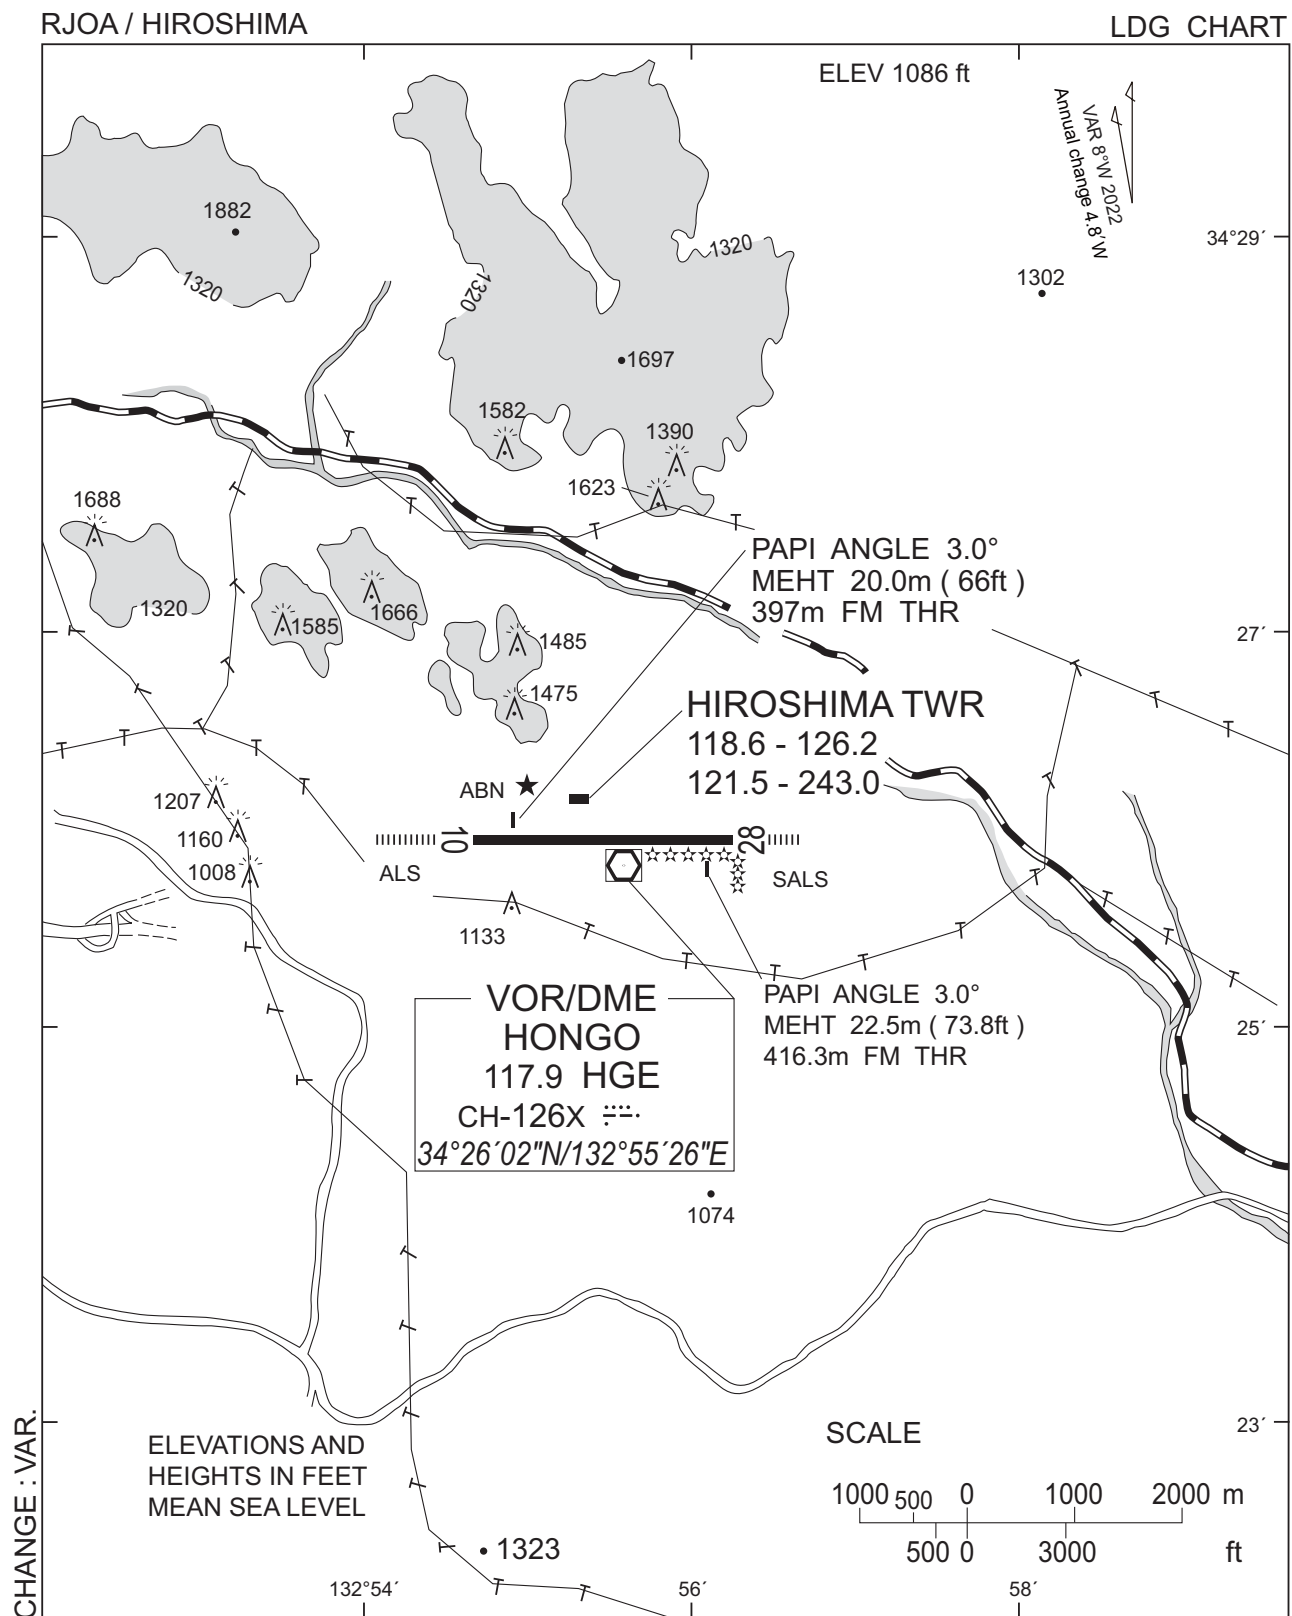 RJOA / HIROSHIMA
LDG CHART
ELEV 1086 ft
VAR 8°W 2022
Annual change 4.8′W
1882
1320
1320
1320
34°29′
1302
1697
1582
1390
1623
1688
1320
1585
1666
1485
1475
PAPI ANGLE 3.0°
MEHT 20.0m ( 66ft )
397m FM THR
27′
HIROSHIMA TWR
118.6 - 126.2
121.5 - 243.0
ABN
1207
1160
1008
10
28
ALS
SALS
1133
VOR/DME
HONGO
117.9 HGE
CH-126X
34°26′02″N/132°55′26″E
PAPI ANGLE 3.0°
MEHT 22.5m ( 73.8ft )
416.3m FM THR
25′
1074
23′
ELEVATIONS AND
HEIGHTS IN FEET
MEAN SEA LEVEL
SCALE
1000 500 0 1000 2000 m
500 0 3000 ft
1323
132°54′
56′
58′
CHANGE : VAR.